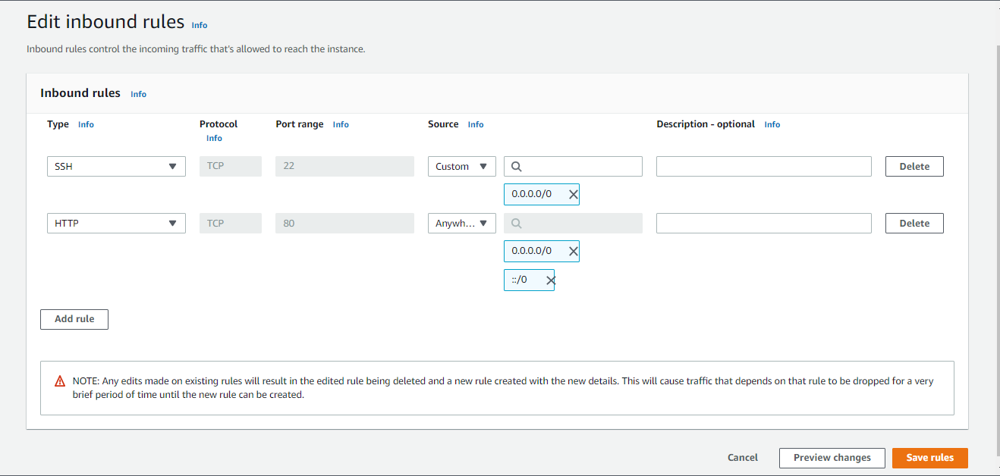 Edit inbound rules Info
Inbound rules control the incoming traffic that's allowed to reach the instance.
Inbound rules Info
Type Info Protocol Port range Info Source Info Description - optional Info
Info
SSH TCP 22 Custom Delete
0.0.0.0/0
HTTP TCP 80 Anywh... Delete
0.0.0.0/0
::/0
Add rule
NOTE: Any edits made on existing rules will result in the edited rule being deleted and a new rule created with the new details. This will cause traffic that depends on that rule to be dropped for a very
brief period of time until the new rule can be created.
Cancel Preview changes Save rules